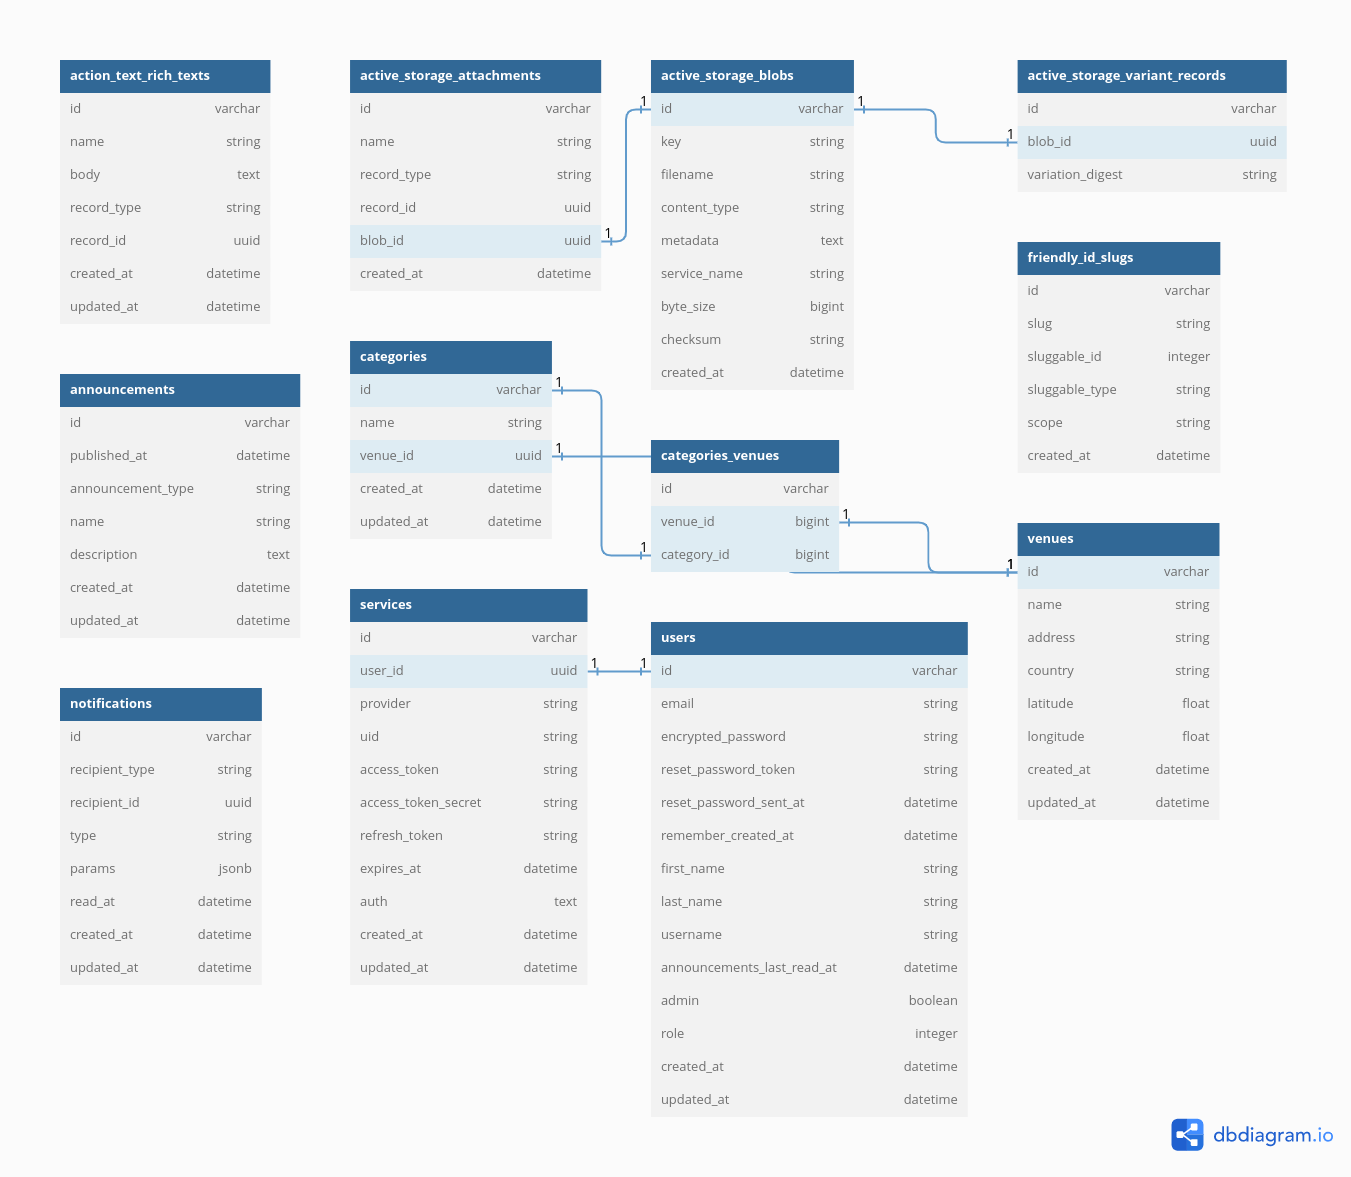 action_text_rich_texts
id varchar
name string
body text
record_type string
record_id uuid
created_at datetime
updated_at datetime
announcements
id varchar
published_at datetime
announcement_type string
name string
description text
created_at datetime
updated_at datetime
notifications
id varchar
recipient_type string
recipient_id uuid
type string
params jsonb
read_at datetime
created_at datetime
updated_at datetime
active_storage_attachments
id varchar
name string
record_type string
record_id uuid
blob_id uuid
created_at datetime
1
1
categories
id varchar
name string
venue_id uuid
created_at datetime
updated_at datetime
1
1
services
id varchar
user_id uuid
provider string
uid string
access_token string
access_token_secret string
refresh_token string
expires_at datetime
auth text
created_at datetime
updated_at datetime
1
1
active_storage_blobs
id varchar
key string
filename string
content_type string
metadata text
service_name string
byte_size bigint
checksum string
created_at datetime
1
1
categories_venues
id varchar
venue_id bigint
category_id bigint
1
1
1
users
id varchar
email string
encrypted_password string
reset_password_token string
reset_password_sent_at datetime
remember_created_at datetime
first_name string
last_name string
username string
announcements_last_read_at datetime
admin boolean
role integer
created_at datetime
updated_at datetime
active_storage_variant_records
id varchar
blob_id uuid
variation_digest string
friendly_id_slugs
id varchar
slug string
sluggable_id integer
sluggable_type string
scope string
created_at datetime
venues
id varchar
name string
address string
country string
latitude float
longitude float
created_at datetime
updated_at datetime
dbdiagram.io